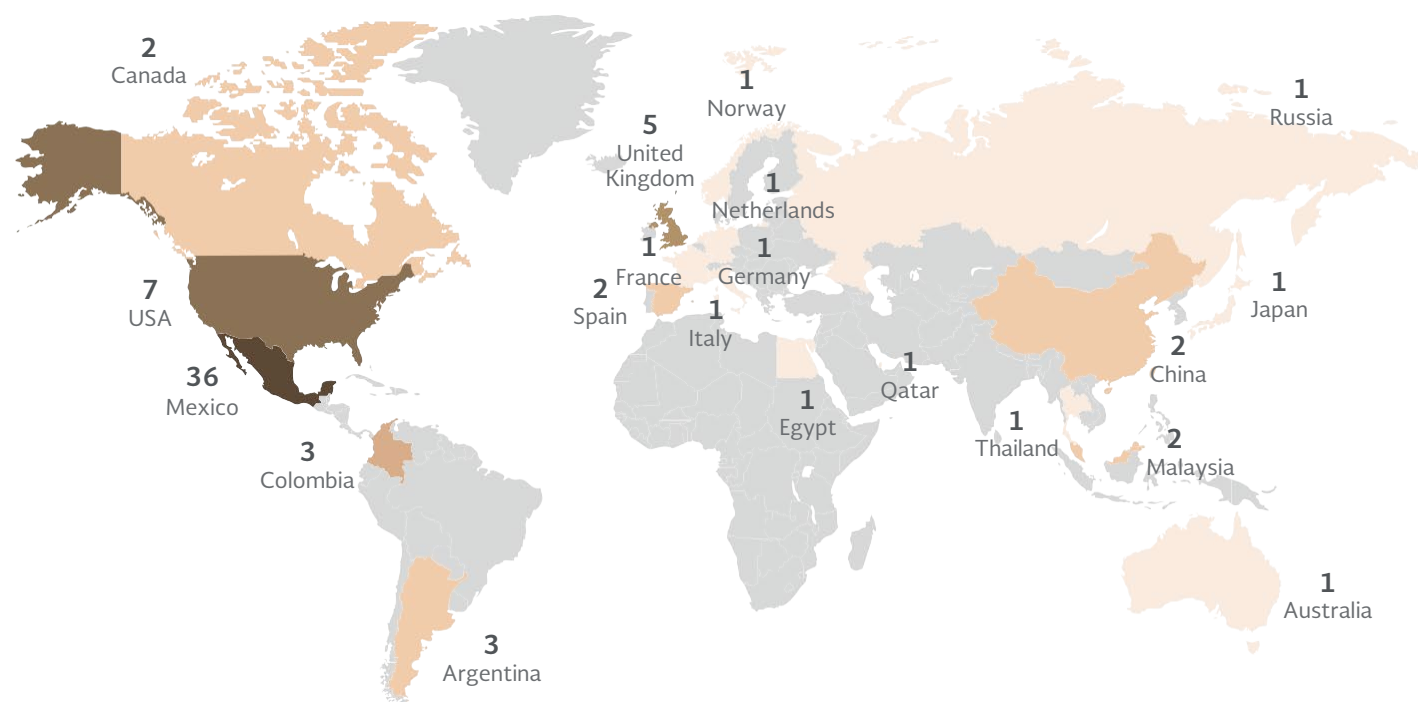 2
Canada
7
USA
36
Mexico
3
Colombia
3
Argentina
1
Norway
5
United
Kingdom
1
Netherlands
1
France
1
Germany
2
Spain
1
Italy
1
Egypt
1
Qatar
1
Russia
1
Japan
2
China
1
Thailand
2
Malaysia
1
Australia